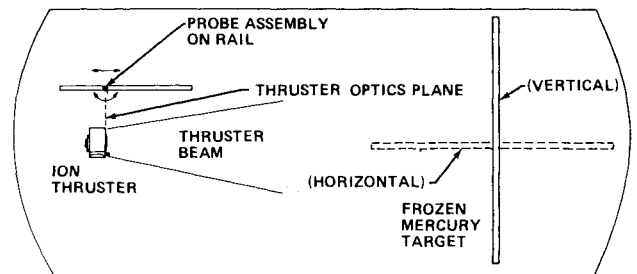 PROBE ASSEMBLY
ON RAIL
THRUSTER OPTICS PLANE
(VERTICAL)
THRUSTER
BEAM
ION
THRUSTER
(HORIZONTAL)
FROZEN
MERCURY
TARGET